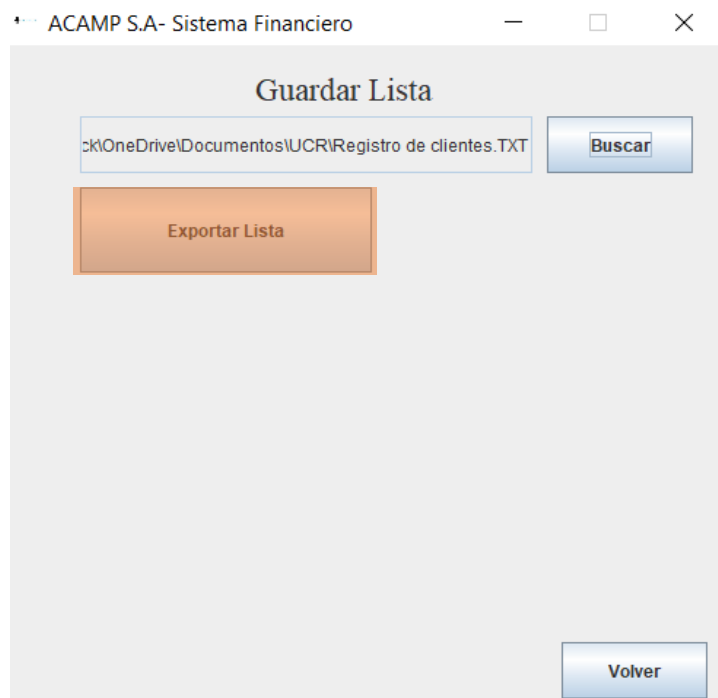 ACAMP S.A- Sistema Financiero
Guardar Lista
ck\OneDrive\Documentos\UCR\Registro de clientes.TXT
Buscar
Exportar Lista
Volver